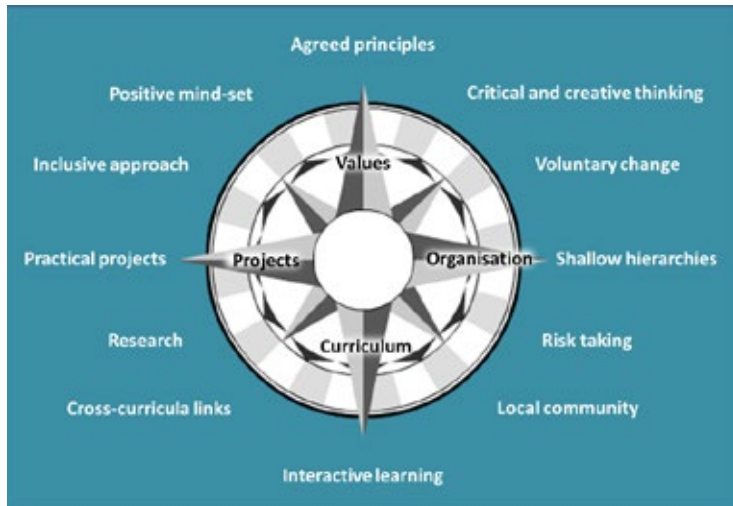 Agreed principles
Positive mind-set
Critical and creative thinking
Inclusive approach
Values
Voluntary change
Practical projects
Projects
Organisation
Shallow hierarchies
Research
Curriculum
Risk taking
Cross-curricula links
Local community
Interactive learning